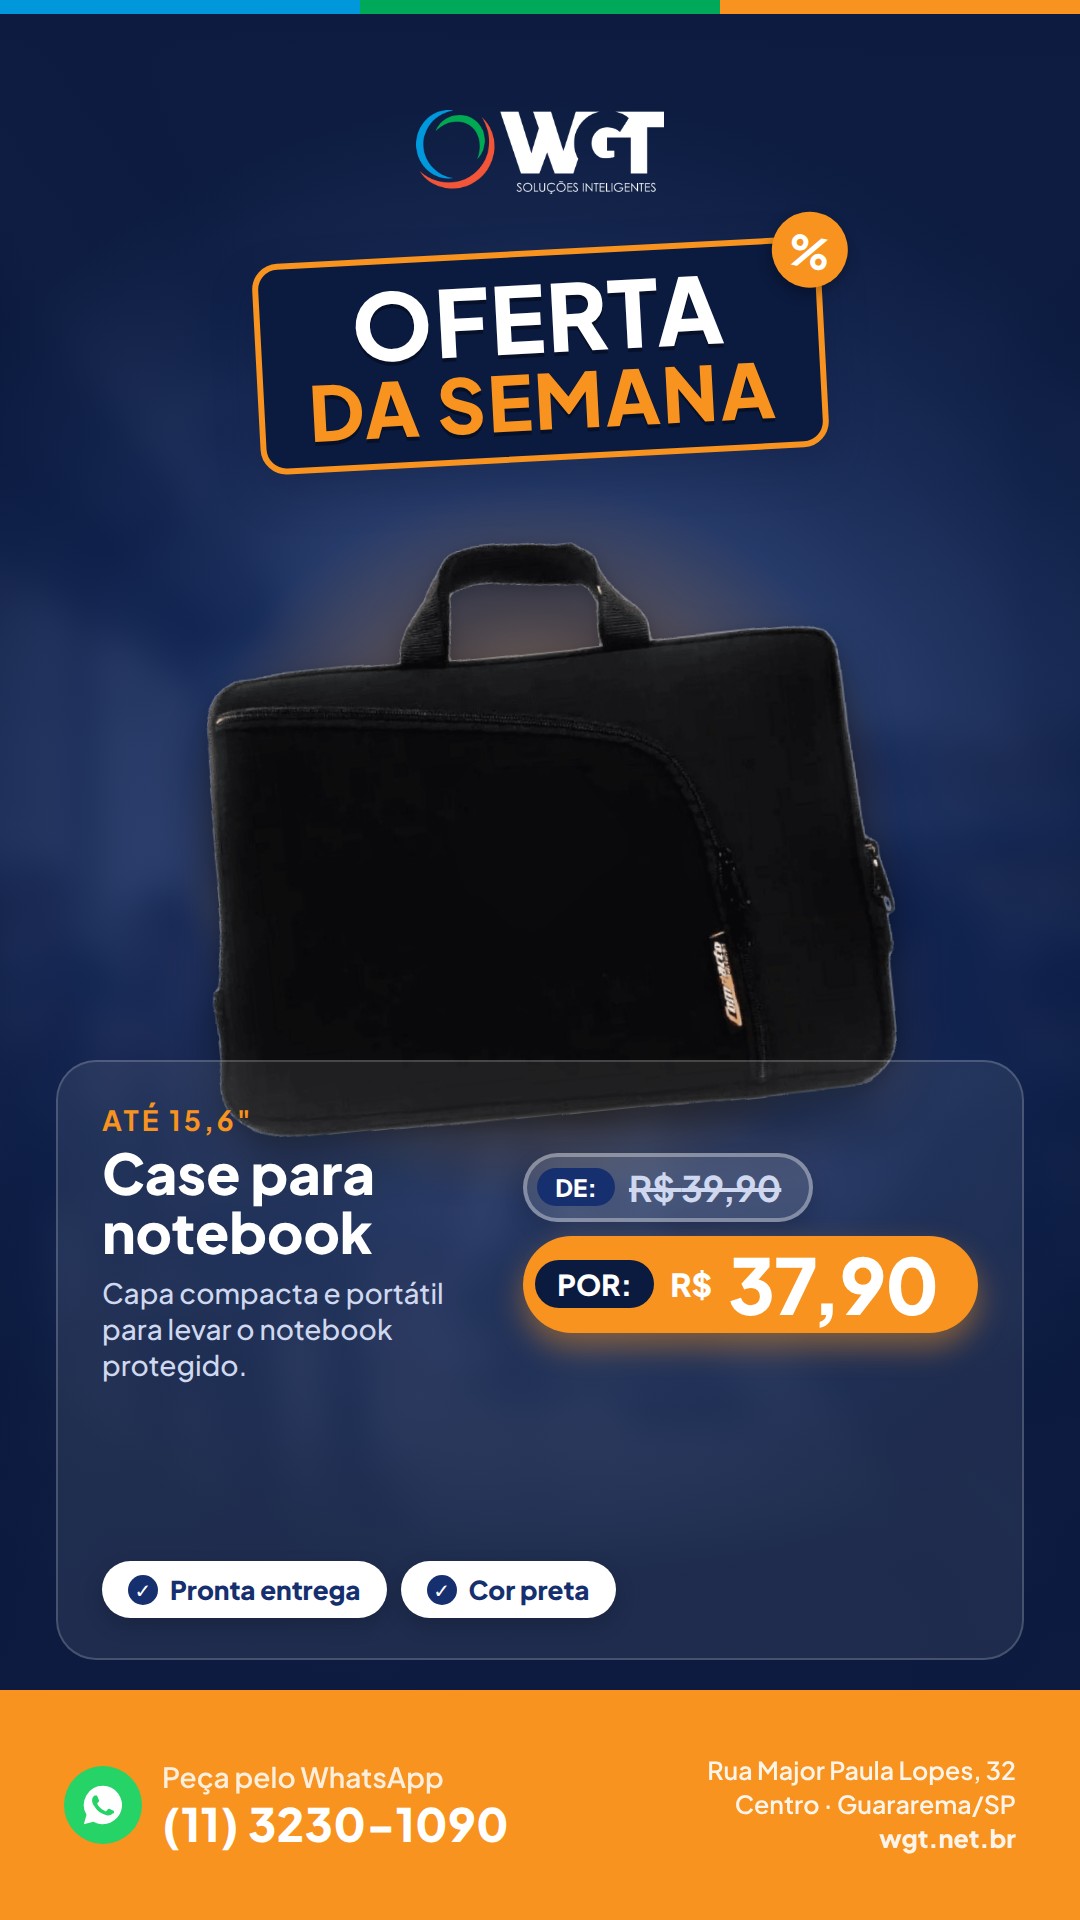 WGT
SOLUÇÕES INTELIGENTES
%
OFERTA
DA SEMANA
ATÉ 15,6"
Case para
notebook
Capa compacta e portátil
para levar o notebook
protegido.
DE: R$ 39,90
POR: R$ 37,90
✓ Pronta entrega
✓ Cor preta
Peça pelo WhatsApp
(11) 3230-1090
Rua Major Paula Lopes, 32
Centro · Guararema/SP
wgt.net.br